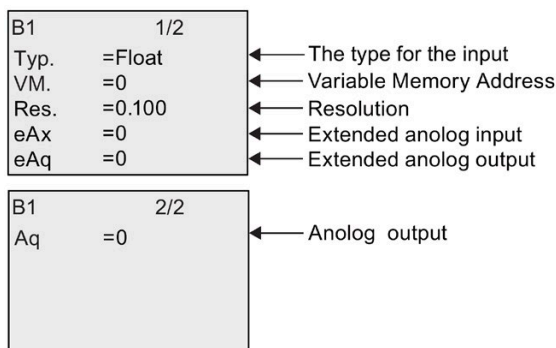 B1 1/2
Typ. =Float The type for the input
VM. =0 Variable Memory Address
Res. =0.100 Resolution
eAx =0 Extended anolog input
eAq =0 Extended anolog output
B1 2/2
Aq =0 Anolog output